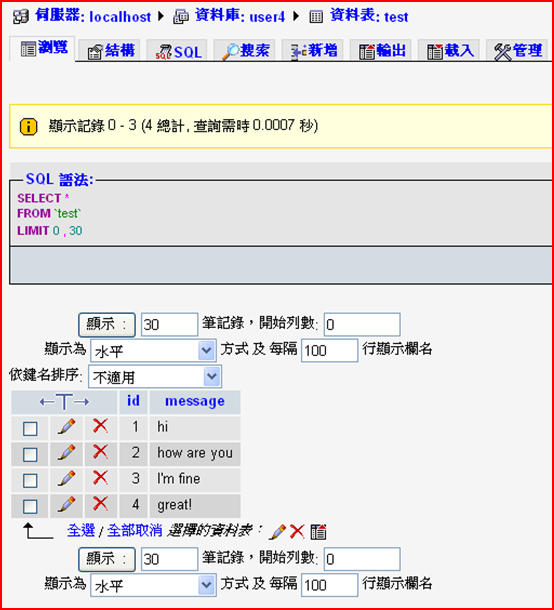 伺服器: localhost ▶ 資料庫: user4 ▶ 資料表: test
瀏覽 結構 SQL 搜索 新增 輸出 載入 管理
顯示記錄 0 - 3 (4 總計, 查詢需時 0.0007 秒)
SQL 語法:
SELECT *
FROM `test`
LIMIT 0 , 30
顯示 : 30 筆記錄，開始列數: 0
顯示為 水平 方式 及 每隔 100 行顯示欄名
依鍵名排序: 不適用
←T→ id message
1 hi
2 how are you
3 I'm fine
4 great!
全選 / 全部取消 選擇的資料表：
顯示 : 30 筆記錄，開始列數: 0
顯示為 水平 方式 及 每隔 100 行顯示欄名